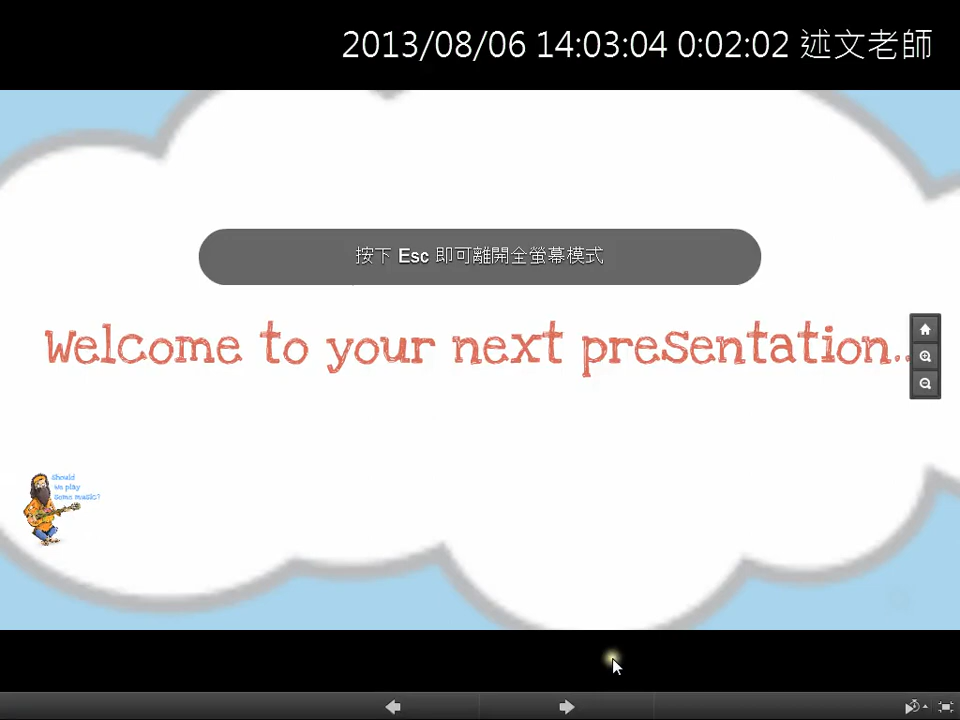 2013/08/06 14:03:04 0:02:02 述文老師
按下 Esc 即可離開全螢幕模式
Welcome to your next presentation..
Should
we play
some music?